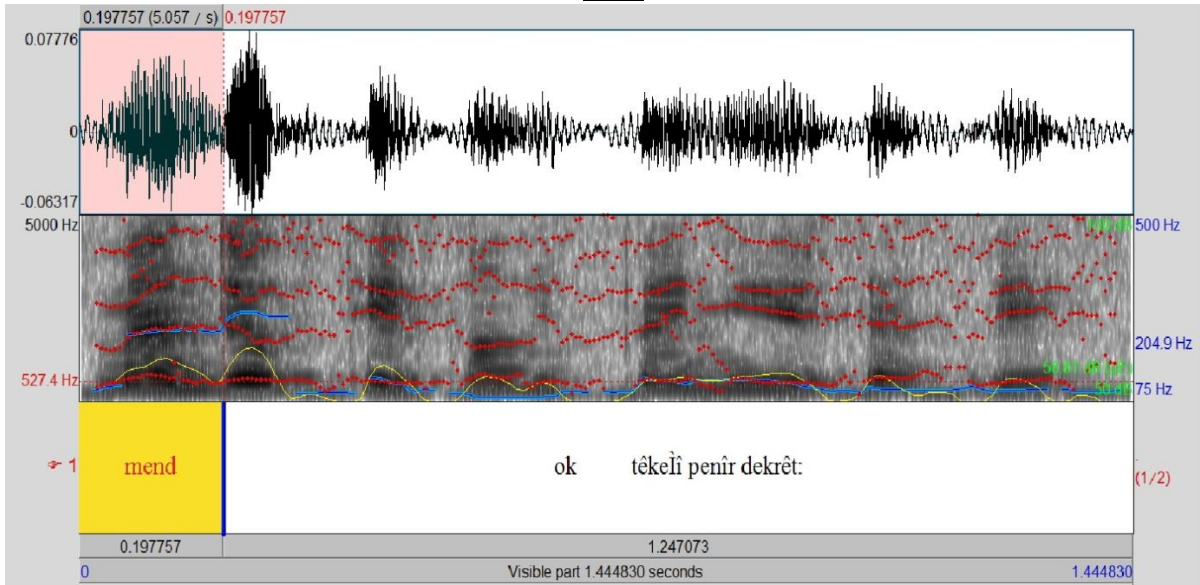 0.197757 (5.057 / s) 0.197757
0.07776
0
-0.06317
5000 Hz 500 Hz
204.9 Hz
527.4 Hz
75 Hz
☞ 1 mend ok têkeİ̀î penîr dekrêt: (1/2)
0.197757 1.247073
0 Visible part 1.444830 seconds 1.444830